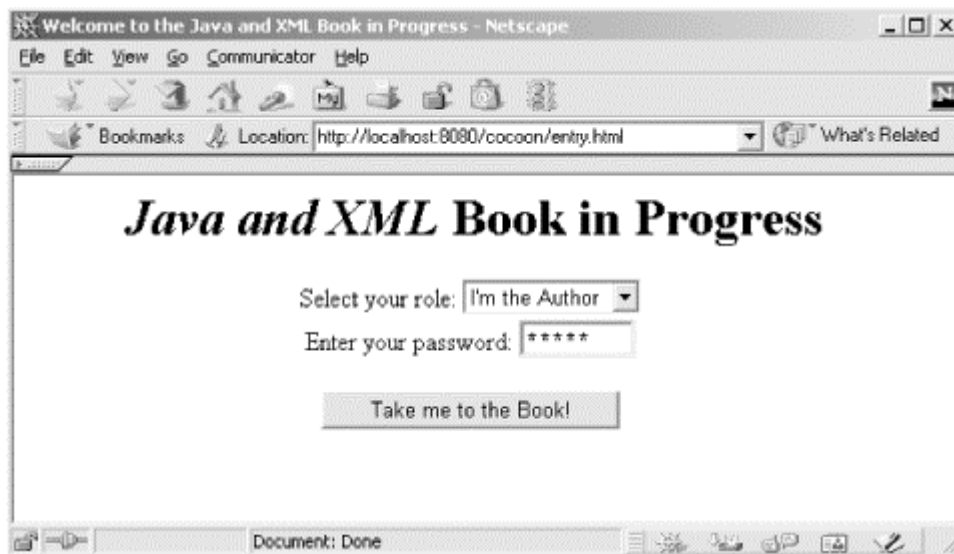 Welcome to the Java and XML Book in Progress - Netscape
File Edit View Go Communicator Help
My N
Bookmarks Location: http://localhost:8080/cocoon/entry.html What's Related
Java and XML Book in Progress
Select your role: I'm the Author
Enter your password: *****
Take me to the Book!
Document: Done